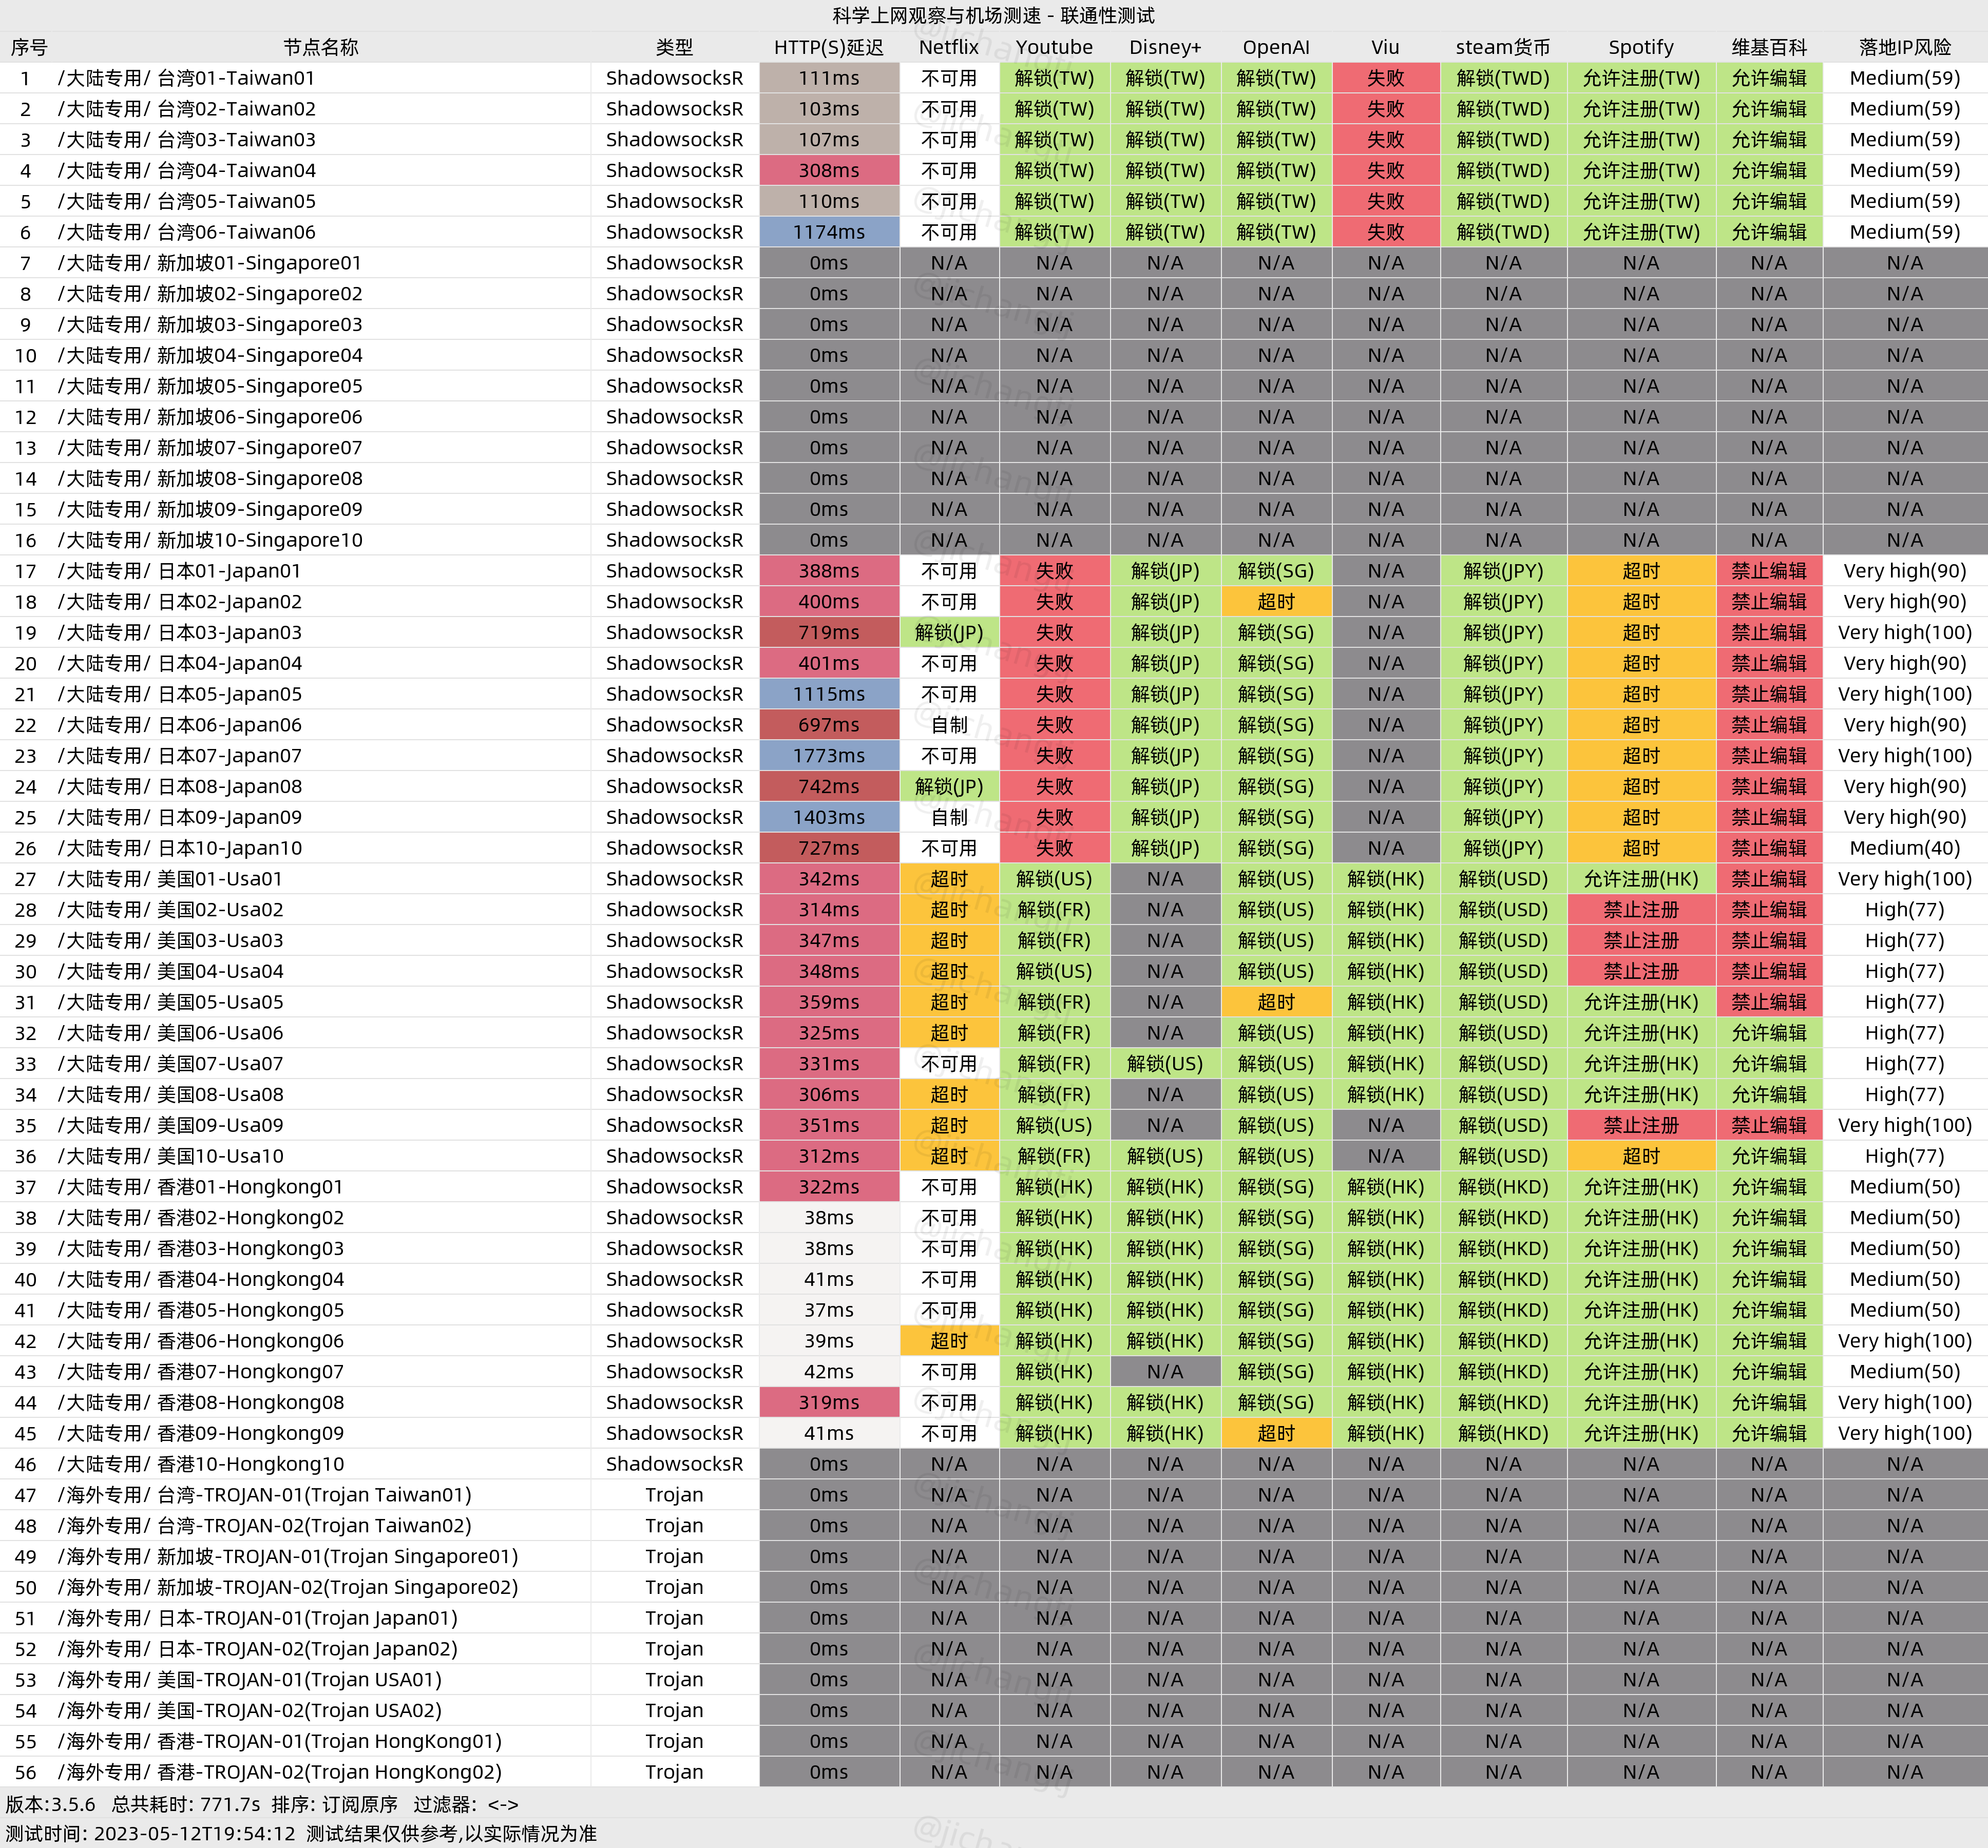 科学上网观察与机场测速 - 联通性测试
序号 节点名称 类型 HTTP(S)延迟 Netflix Youtube Disney+ OpenAI Viu steam货币 Spotify 维基百科 落地IP风险
1 /大陆专用/ 台湾01-Taiwan01 ShadowsocksR 111ms 不可用 解锁(TW) 解锁(TW) 解锁(TW) 失败 解锁(TWD) 允许注册(TW) 允许编辑 Medium(59)
2 /大陆专用/ 台湾02-Taiwan02 ShadowsocksR 103ms 不可用 解锁(TW) 解锁(TW) 解锁(TW) 失败 解锁(TWD) 允许注册(TW) 允许编辑 Medium(59)
3 /大陆专用/ 台湾03-Taiwan03 ShadowsocksR 107ms 不可用 解锁(TW) 解锁(TW) 解锁(TW) 失败 解锁(TWD) 允许注册(TW) 允许编辑 Medium(59)
4 /大陆专用/ 台湾04-Taiwan04 ShadowsocksR 308ms 不可用 解锁(TW) 解锁(TW) 解锁(TW) 失败 解锁(TWD) 允许注册(TW) 允许编辑 Medium(59)
5 /大陆专用/ 台湾05-Taiwan05 ShadowsocksR 110ms 不可用 解锁(TW) 解锁(TW) 解锁(TW) 失败 解锁(TWD) 允许注册(TW) 允许编辑 Medium(59)
6 /大陆专用/ 台湾06-Taiwan06 ShadowsocksR 1174ms 不可用 解锁(TW) 解锁(TW) 解锁(TW) 失败 解锁(TWD) 允许注册(TW) 允许编辑 Medium(59)
7 /大陆专用/ 新加坡01-Singapore01 ShadowsocksR 0ms N/A N/A N/A N/A N/A N/A N/A N/A N/A
8 /大陆专用/ 新加坡02-Singapore02 ShadowsocksR 0ms N/A N/A N/A N/A N/A N/A N/A N/A N/A
9 /大陆专用/ 新加坡03-Singapore03 ShadowsocksR 0ms N/A N/A N/A N/A N/A N/A N/A N/A N/A
10 /大陆专用/ 新加坡04-Singapore04 ShadowsocksR 0ms N/A N/A N/A N/A N/A N/A N/A N/A N/A
11 /大陆专用/ 新加坡05-Singapore05 ShadowsocksR 0ms N/A N/A N/A N/A N/A N/A N/A N/A N/A
12 /大陆专用/ 新加坡06-Singapore06 ShadowsocksR 0ms N/A N/A N/A N/A N/A N/A N/A N/A N/A
13 /大陆专用/ 新加坡07-Singapore07 ShadowsocksR 0ms N/A N/A N/A N/A N/A N/A N/A N/A N/A
14 /大陆专用/ 新加坡08-Singapore08 ShadowsocksR 0ms N/A N/A N/A N/A N/A N/A N/A N/A N/A
15 /大陆专用/ 新加坡09-Singapore09 ShadowsocksR 0ms N/A N/A N/A N/A N/A N/A N/A N/A N/A
16 /大陆专用/ 新加坡10-Singapore10 ShadowsocksR 0ms N/A N/A N/A N/A N/A N/A N/A N/A N/A
17 /大陆专用/ 日本01-Japan01 ShadowsocksR 388ms 不可用 失败 解锁(JP) 解锁(SG) N/A 解锁(JPY) 超时 禁止编辑 Very high(90)
18 /大陆专用/ 日本02-Japan02 ShadowsocksR 400ms 不可用 失败 解锁(JP) 超时 N/A 解锁(JPY) 超时 禁止编辑 Very high(90)
19 /大陆专用/ 日本03-Japan03 ShadowsocksR 719ms 解锁(JP) 失败 解锁(JP) 解锁(SG) N/A 解锁(JPY) 超时 禁止编辑 Very high(100)
20 /大陆专用/ 日本04-Japan04 ShadowsocksR 401ms 不可用 失败 解锁(JP) 解锁(SG) N/A 解锁(JPY) 超时 禁止编辑 Very high(90)
21 /大陆专用/ 日本05-Japan05 ShadowsocksR 1115ms 不可用 失败 解锁(JP) 解锁(SG) N/A 解锁(JPY) 超时 禁止编辑 Very high(100)
22 /大陆专用/ 日本06-Japan06 ShadowsocksR 697ms 自制 失败 解锁(JP) 解锁(SG) N/A 解锁(JPY) 超时 禁止编辑 Very high(90)
23 /大陆专用/ 日本07-Japan07 ShadowsocksR 1773ms 不可用 失败 解锁(JP) 解锁(SG) N/A 解锁(JPY) 超时 禁止编辑 Very high(100)
24 /大陆专用/ 日本08-Japan08 ShadowsocksR 742ms 解锁(JP) 失败 解锁(JP) 解锁(SG) N/A 解锁(JPY) 超时 禁止编辑 Very high(90)
25 /大陆专用/ 日本09-Japan09 ShadowsocksR 1403ms 自制 失败 解锁(JP) 解锁(SG) N/A 解锁(JPY) 超时 禁止编辑 Very high(90)
26 /大陆专用/ 日本10-Japan10 ShadowsocksR 727ms 不可用 失败 解锁(JP) 解锁(SG) N/A 解锁(JPY) 超时 禁止编辑 Medium(40)
27 /大陆专用/ 美国01-Usa01 ShadowsocksR 342ms 超时 解锁(US) N/A 解锁(US) 解锁(HK) 解锁(USD) 允许注册(HK) 禁止编辑 Very high(100)
28 /大陆专用/ 美国02-Usa02 ShadowsocksR 314ms 超时 解锁(FR) N/A 解锁(US) 解锁(HK) 解锁(USD) 禁止注册 禁止编辑 High(77)
29 /大陆专用/ 美国03-Usa03 ShadowsocksR 347ms 超时 解锁(FR) N/A 解锁(US) 解锁(HK) 解锁(USD) 禁止注册 禁止编辑 High(77)
30 /大陆专用/ 美国04-Usa04 ShadowsocksR 348ms 超时 解锁(US) N/A 解锁(US) 解锁(HK) 解锁(USD) 禁止注册 禁止编辑 High(77)
31 /大陆专用/ 美国05-Usa05 ShadowsocksR 359ms 超时 解锁(FR) N/A 超时 解锁(HK) 解锁(USD) 允许注册(HK) 禁止编辑 High(77)
32 /大陆专用/ 美国06-Usa06 ShadowsocksR 325ms 超时 解锁(FR) N/A 解锁(US) 解锁(HK) 解锁(USD) 允许注册(HK) 允许编辑 High(77)
33 /大陆专用/ 美国07-Usa07 ShadowsocksR 331ms 不可用 解锁(FR) 解锁(US) 解锁(US) 解锁(HK) 解锁(USD) 允许注册(HK) 允许编辑 High(77)
34 /大陆专用/ 美国08-Usa08 ShadowsocksR 306ms 超时 解锁(FR) N/A 解锁(US) 解锁(HK) 解锁(USD) 允许注册(HK) 允许编辑 High(77)
35 /大陆专用/ 美国09-Usa09 ShadowsocksR 351ms 超时 解锁(US) N/A 解锁(US) N/A 解锁(USD) 禁止注册 禁止编辑 Very high(100)
36 /大陆专用/ 美国10-Usa10 ShadowsocksR 312ms 超时 解锁(FR) 解锁(US) 解锁(US) N/A 解锁(USD) 超时 允许编辑 High(77)
37 /大陆专用/ 香港01-Hongkong01 ShadowsocksR 322ms 不可用 解锁(HK) 解锁(HK) 解锁(SG) 解锁(HK) 解锁(HKD) 允许注册(HK) 允许编辑 Medium(50)
38 /大陆专用/ 香港02-Hongkong02 ShadowsocksR 38ms 不可用 解锁(HK) 解锁(HK) 解锁(SG) 解锁(HK) 解锁(HKD) 允许注册(HK) 允许编辑 Medium(50)
39 /大陆专用/ 香港03-Hongkong03 ShadowsocksR 38ms 不可用 解锁(HK) 解锁(HK) 解锁(SG) 解锁(HK) 解锁(HKD) 允许注册(HK) 允许编辑 Medium(50)
40 /大陆专用/ 香港04-Hongkong04 ShadowsocksR 41ms 不可用 解锁(HK) 解锁(HK) 解锁(SG) 解锁(HK) 解锁(HKD) 允许注册(HK) 允许编辑 Medium(50)
41 /大陆专用/ 香港05-Hongkong05 ShadowsocksR 37ms 不可用 解锁(HK) 解锁(HK) 解锁(SG) 解锁(HK) 解锁(HKD) 允许注册(HK) 允许编辑 Medium(50)
42 /大陆专用/ 香港06-Hongkong06 ShadowsocksR 39ms 超时 解锁(HK) 解锁(HK) 解锁(SG) 解锁(HK) 解锁(HKD) 允许注册(HK) 允许编辑 Very high(100)
43 /大陆专用/ 香港07-Hongkong07 ShadowsocksR 42ms 不可用 解锁(HK) N/A 解锁(SG) 解锁(HK) 解锁(HKD) 允许注册(HK) 允许编辑 Medium(50)
44 /大陆专用/ 香港08-Hongkong08 ShadowsocksR 319ms 不可用 解锁(HK) 解锁(HK) 解锁(SG) 解锁(HK) 解锁(HKD) 允许注册(HK) 允许编辑 Very high(100)
45 /大陆专用/ 香港09-Hongkong09 ShadowsocksR 41ms 不可用 解锁(HK) 解锁(HK) 超时 解锁(HK) 解锁(HKD) 允许注册(HK) 允许编辑 Very high(100)
46 /大陆专用/ 香港10-Hongkong10 ShadowsocksR 0ms N/A N/A N/A N/A N/A N/A N/A N/A N/A
47 /海外专用/ 台湾-TROJAN-01(Trojan Taiwan01) Trojan 0ms N/A N/A N/A N/A N/A N/A N/A N/A N/A
48 /海外专用/ 台湾-TROJAN-02(Trojan Taiwan02) Trojan 0ms N/A N/A N/A N/A N/A N/A N/A N/A N/A
49 /海外专用/ 新加坡-TROJAN-01(Trojan Singapore01) Trojan 0ms N/A N/A N/A N/A N/A N/A N/A N/A N/A
50 /海外专用/ 新加坡-TROJAN-02(Trojan Singapore02) Trojan 0ms N/A N/A N/A N/A N/A N/A N/A N/A N/A
51 /海外专用/ 日本-TROJAN-01(Trojan Japan01) Trojan 0ms N/A N/A N/A N/A N/A N/A N/A N/A N/A
52 /海外专用/ 日本-TROJAN-02(Trojan Japan02) Trojan 0ms N/A N/A N/A N/A N/A N/A N/A N/A N/A
53 /海外专用/ 美国-TROJAN-01(Trojan USA01) Trojan 0ms N/A N/A N/A N/A N/A N/A N/A N/A N/A
54 /海外专用/ 美国-TROJAN-02(Trojan USA02) Trojan 0ms N/A N/A N/A N/A N/A N/A N/A N/A N/A
55 /海外专用/ 香港-TROJAN-01(Trojan HongKong01) Trojan 0ms N/A N/A N/A N/A N/A N/A N/A N/A N/A
56 /海外专用/ 香港-TROJAN-02(Trojan HongKong02) Trojan 0ms N/A N/A N/A N/A N/A N/A N/A N/A N/A
版本:3.5.6 总共耗时: 771.7s 排序: 订阅原序 过滤器: <->
测试时间: 2023-05-12T19:54:12 测试结果仅供参考,以实际情况为准